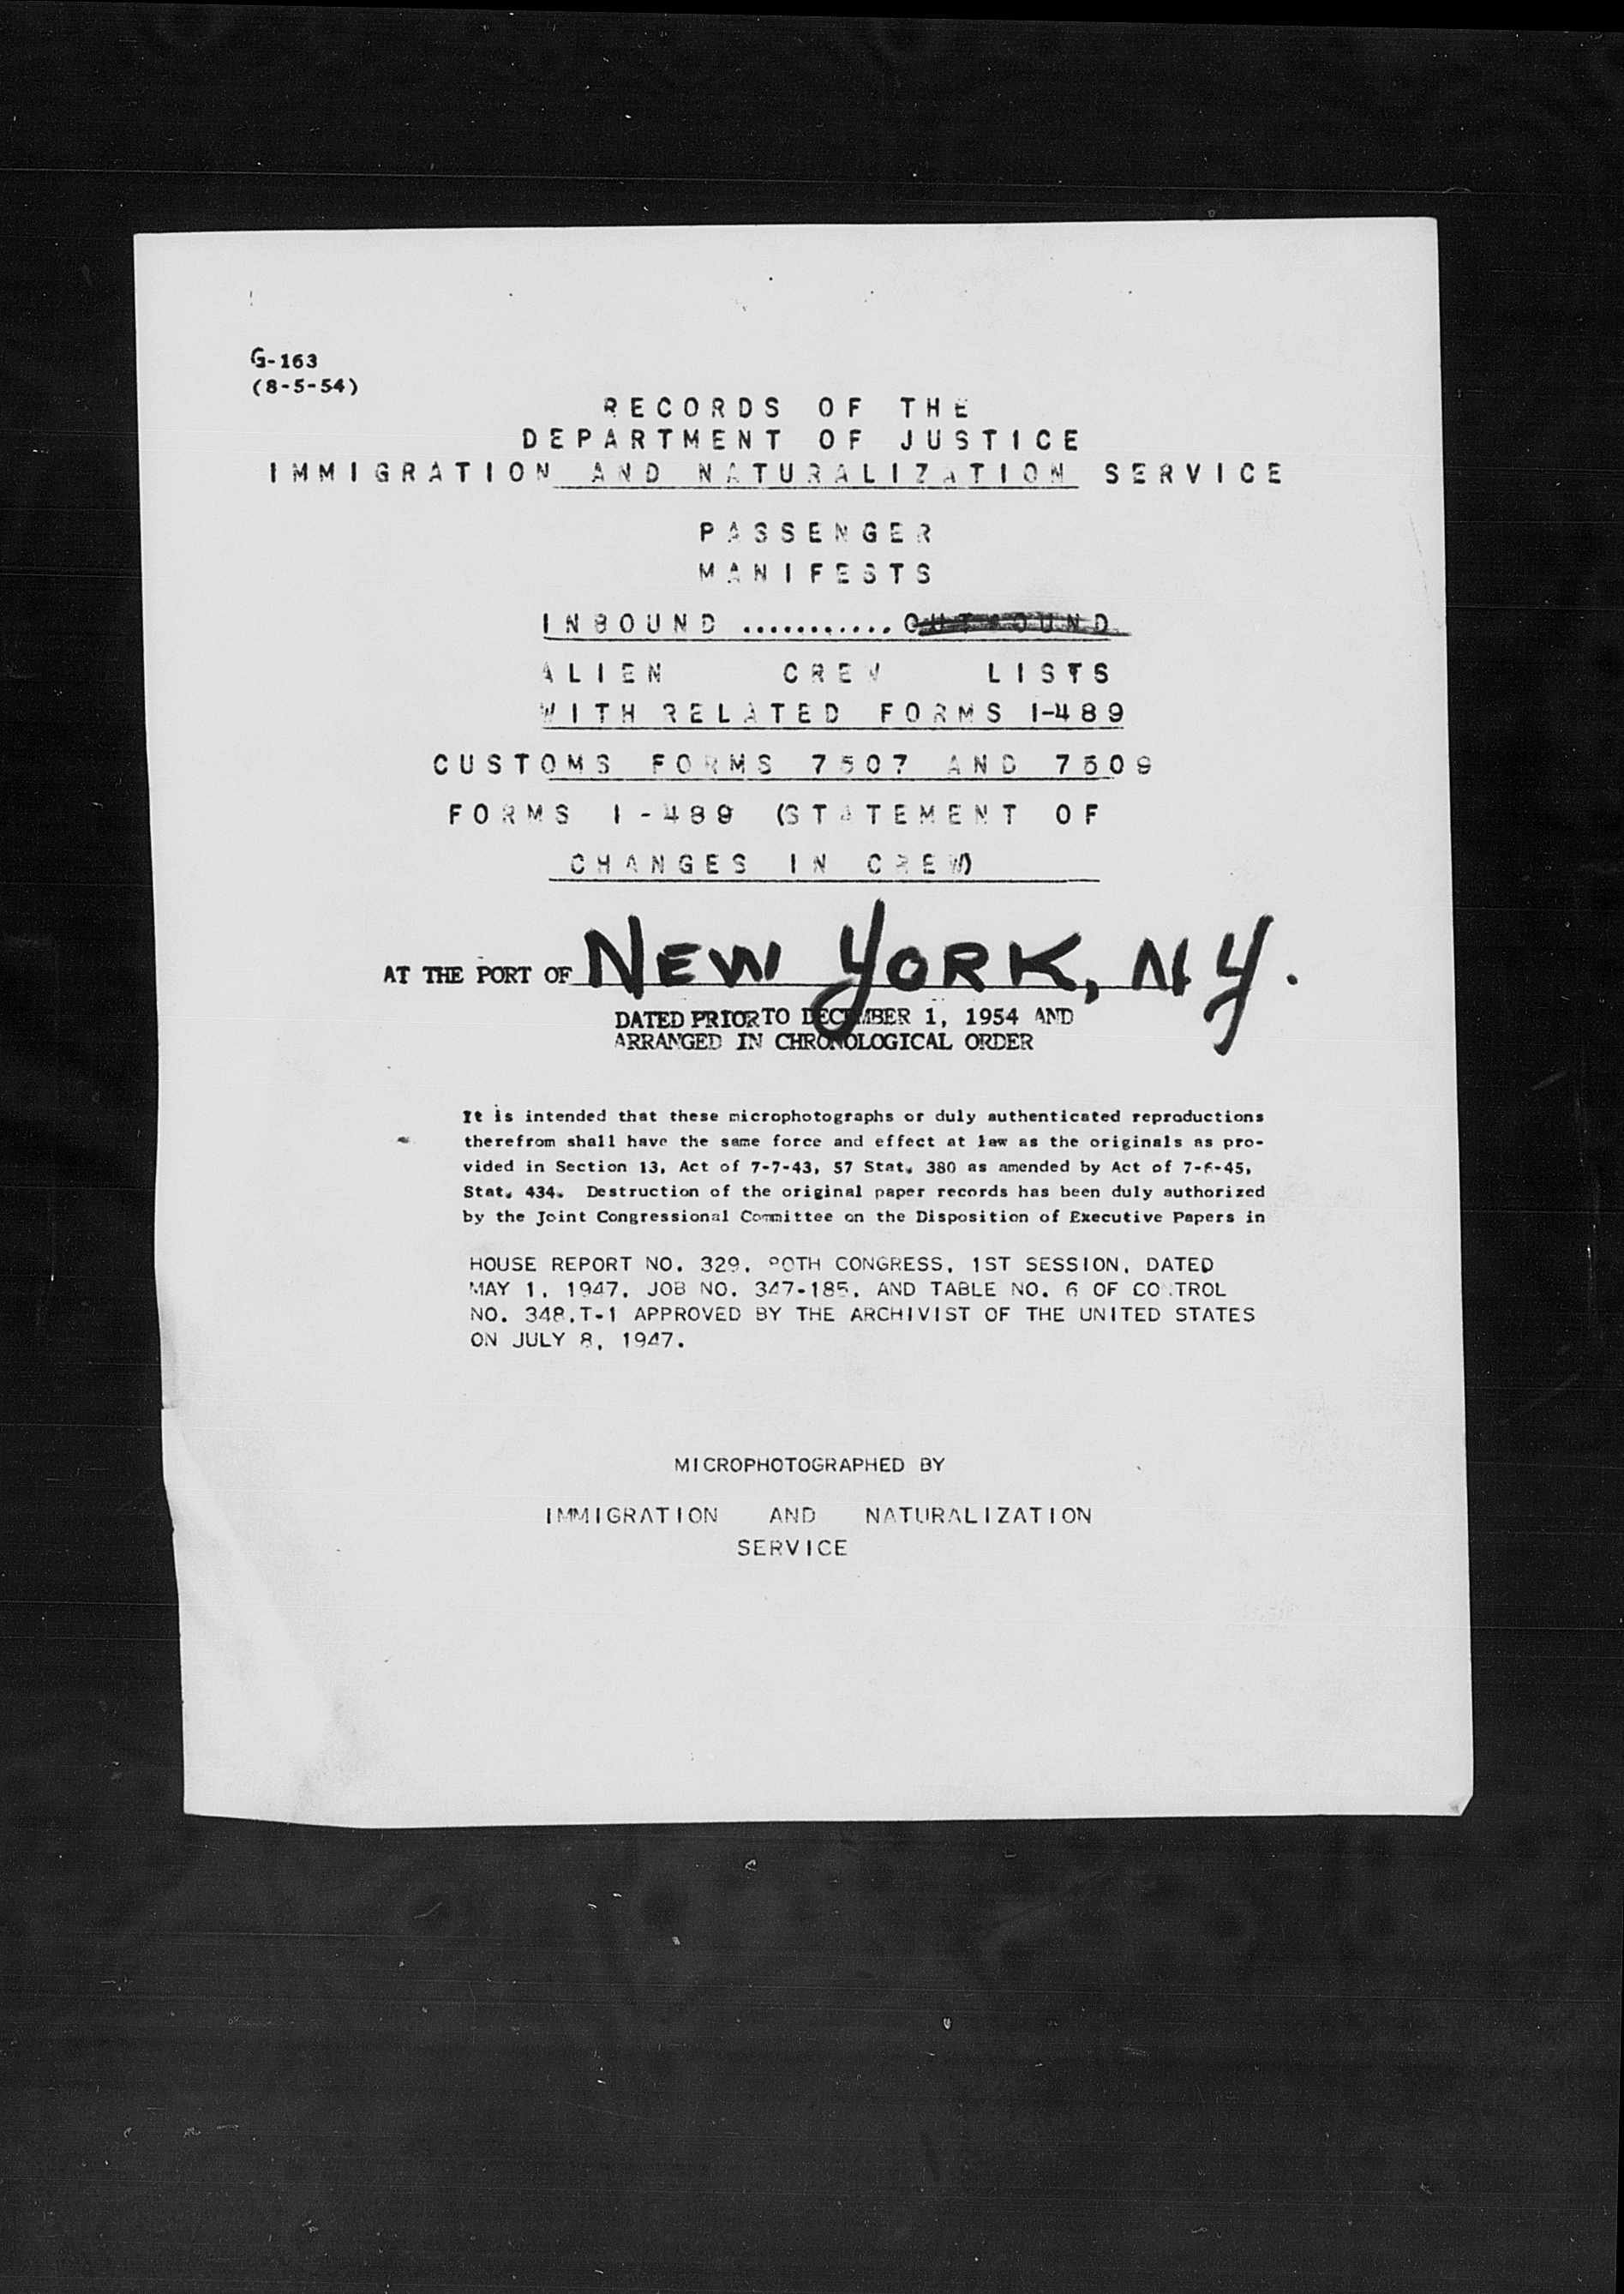 G-163
(8-5-54)
RECORDS OF THE
DEPARTMENT OF JUSTICE
IMMIGRATION AND NATURALIZATION SERVICE
PASSENGER
MANIFESTS
INBOUND ........... OUTBOUND
ALIEN CREW LISTS
WITH RELATED FORMS I-489
CUSTOMS FORMS 7507 AND 7509
FORMS I-489 (STATEMENT OF
CHANGES IN CREW)
AT THE PORT OF NEW YORK, NY.
DATED PRIOR TO DECEMBER 1, 1954 AND
ARRANGED IN CHRONOLOGICAL ORDER
It is intended that these microphotographs or duly authenticated reproductions
therefrom shall have the same force and effect at law as the originals as pro-
vided in Section 13, Act of 7-7-43, 57 Stat. 380 as amended by Act of 7-6-45,
Stat. 434. Destruction of the original paper records has been duly authorized
by the Joint Congressional Committee on the Disposition of Executive Papers in
HOUSE REPORT NO. 329, 80TH CONGRESS, 1ST SESSION, DATED
MAY 1, 1947, JOB NO. 347-185, AND TABLE NO. 6 OF CONTROL
NO. 348,T-1 APPROVED BY THE ARCHIVIST OF THE UNITED STATES
ON JULY 8, 1947.
MICROPHOTOGRAPHED BY
IMMIGRATION AND NATURALIZATION
SERVICE